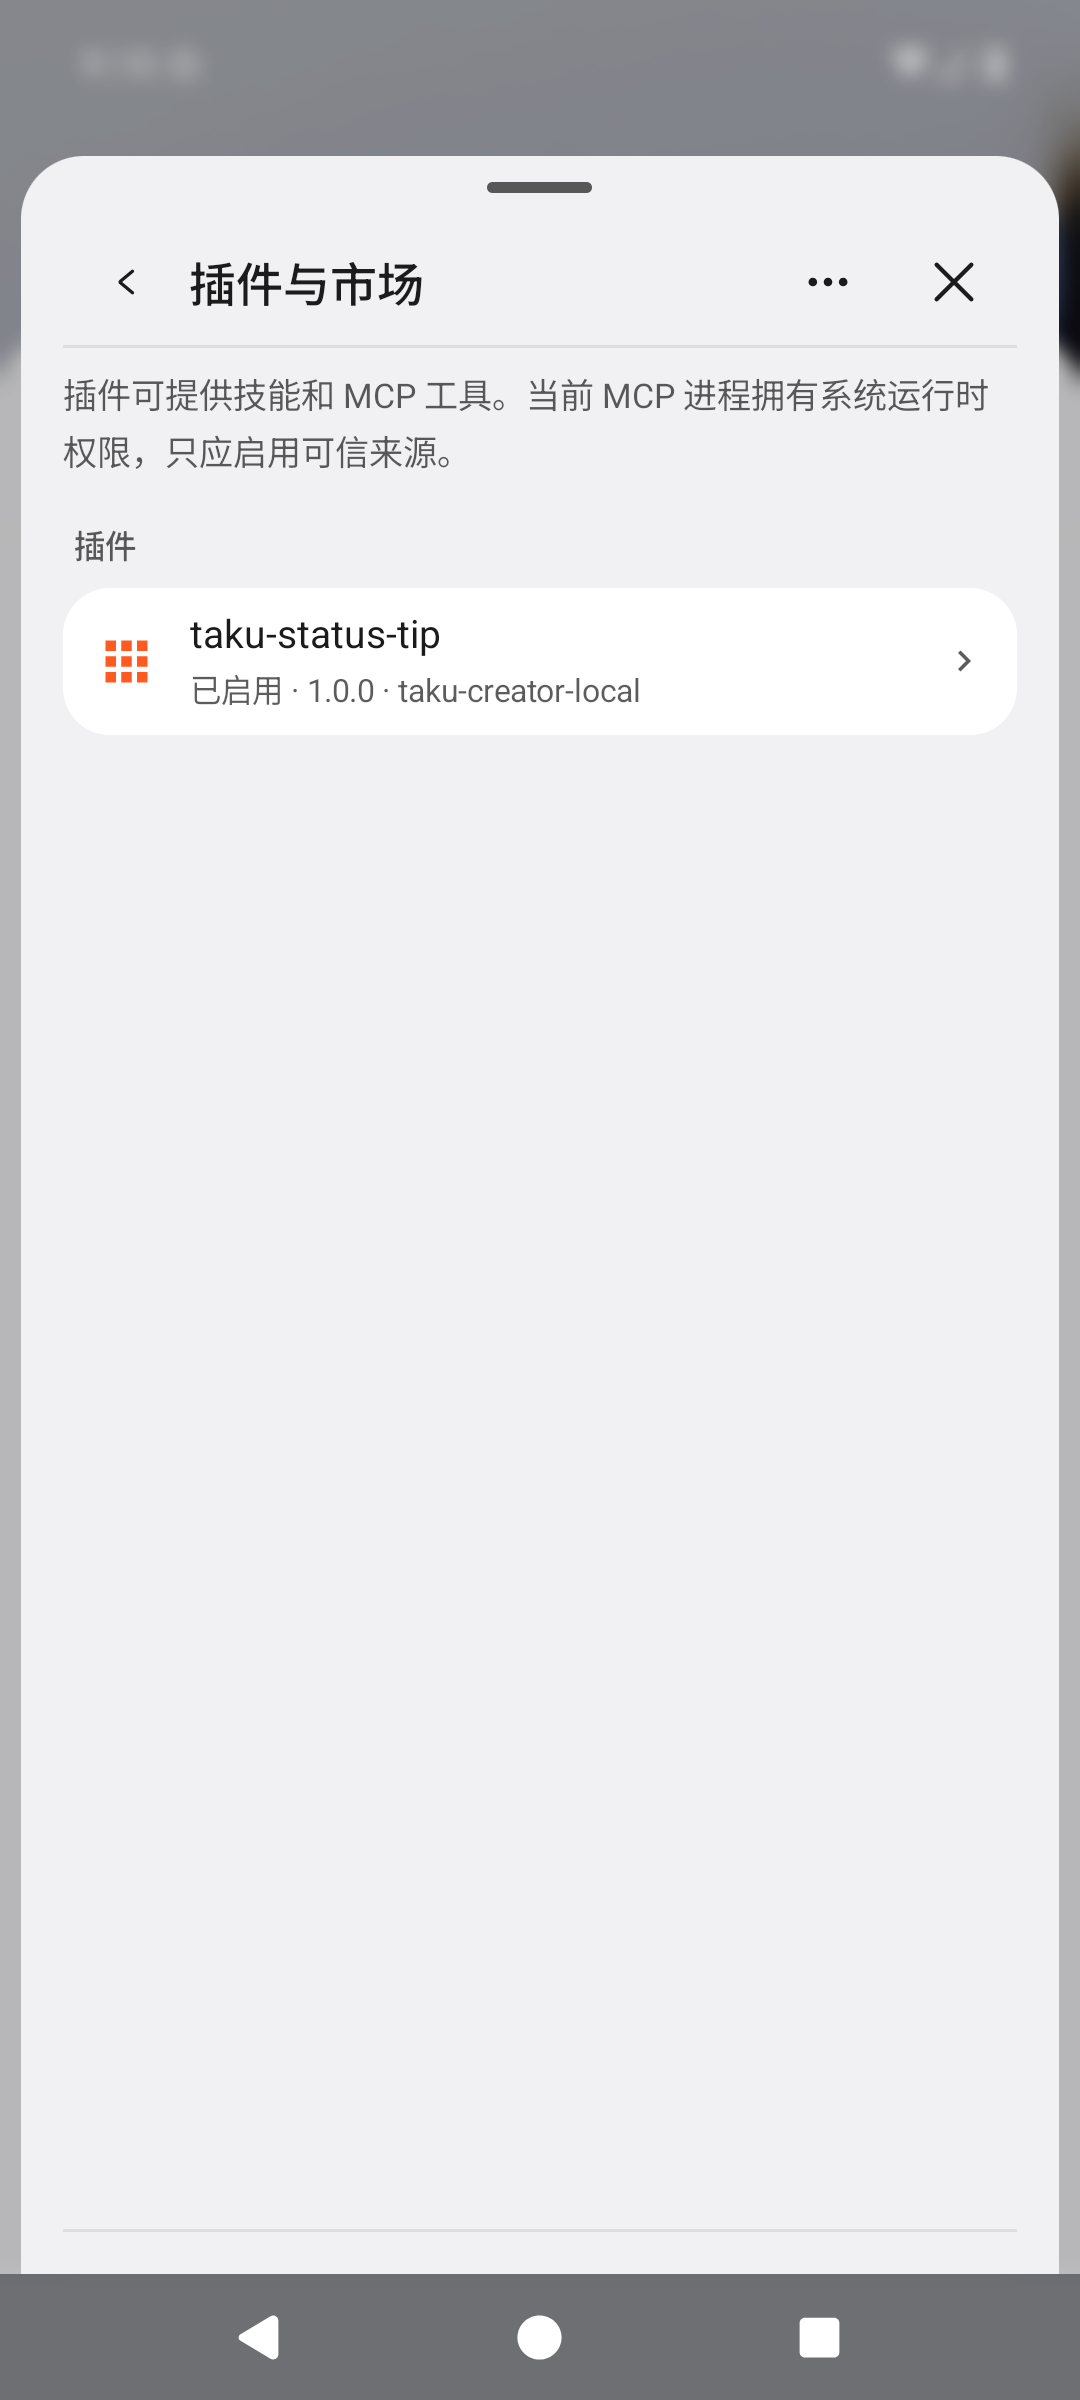 插件与市场
插件可提供技能和 MCP 工具。当前 MCP 进程拥有系统运行时
权限，只应启用可信来源。
插件
taku-status-tip
已启用 · 1.0.0 · taku-creator-local